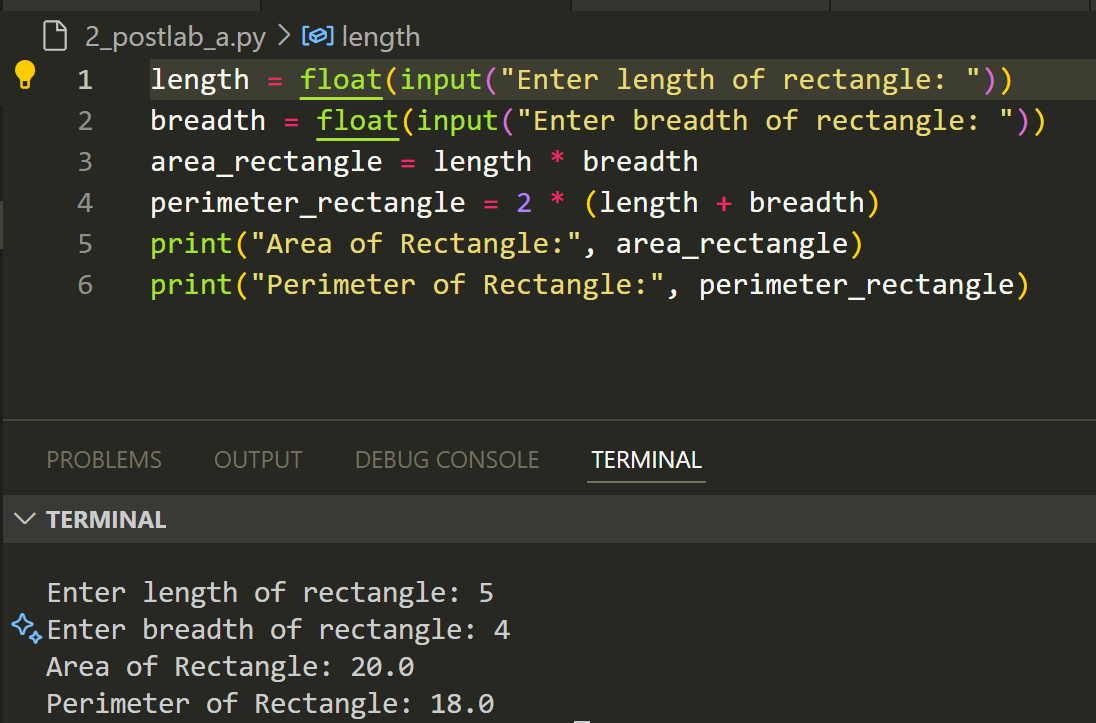 2_postlab_a.py > length
1 length = float(input("Enter length of rectangle: "))
2 breadth = float(input("Enter breadth of rectangle: "))
3 area_rectangle = length * breadth
4 perimeter_rectangle = 2 * (length + breadth)
5 print("Area of Rectangle:", area_rectangle)
6 print("Perimeter of Rectangle:", perimeter_rectangle)
PROBLEMS OUTPUT DEBUG CONSOLE TERMINAL
TERMINAL
Enter length of rectangle: 5
Enter breadth of rectangle: 4
Area of Rectangle: 20.0
Perimeter of Rectangle: 18.0